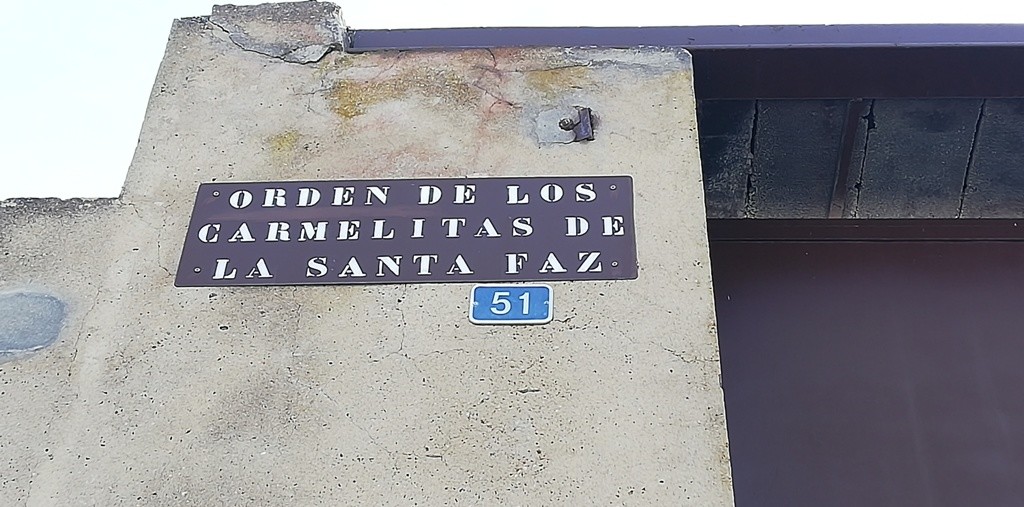 ORDEN DE LOS
CARMELITAS DE
LA SANTA FAZ
51